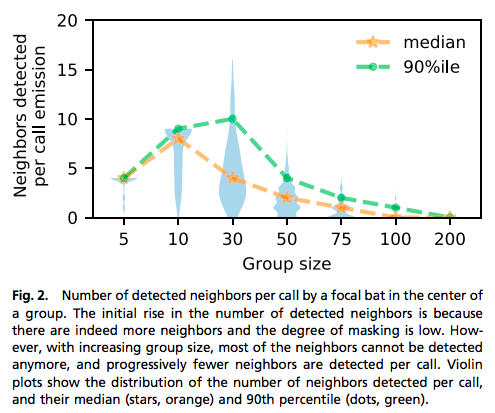 20
15
10
5
0
Neighbors detected
per call emission
median
90%ile
5 10 30 50 75 100 200
Group size
Fig. 2. Number of detected neighbors per call by a focal bat in the center of
a group. The initial rise in the number of detected neighbors is because
there are indeed more neighbors and the degree of masking is low. How-
ever, with increasing group size, most of the neighbors cannot be detected
anymore, and progressively fewer neighbors are detected per call. Violin
plots show the distribution of the number of neighbors detected per call,
and their median (stars, orange) and 90th percentile (dots, green).